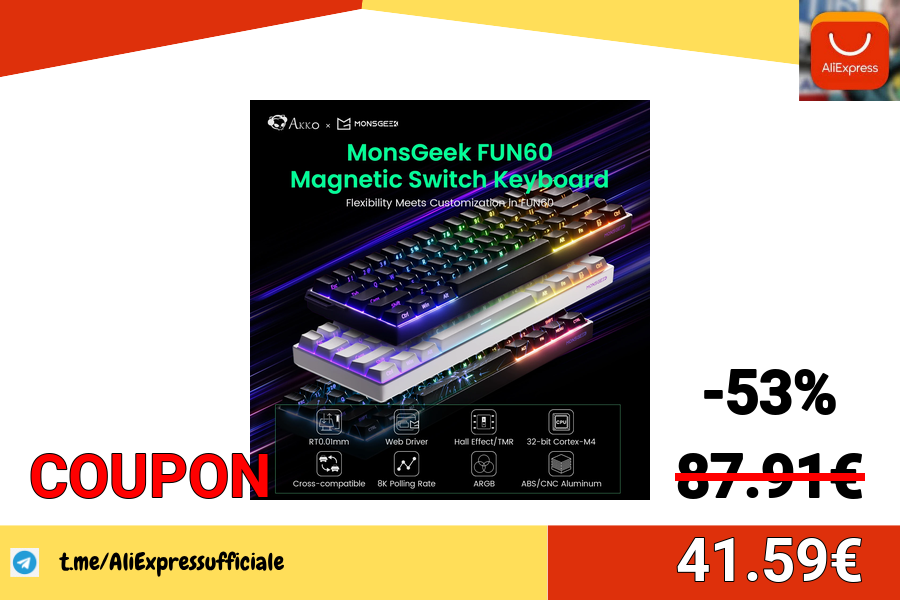 AliExpress
AKKO × MONSGEEK
MonsGeek FUN60
Magnetic Switch Keyboard
Flexibility Meets Customization in FUN60
RT0.01mm
Web Driver
Hall Effect/TMR
CPU
32-bit Cortex-M4
Cross-compatible
8K Polling Rate
ARGB
ABS/CNC Aluminum
-53%
COUPON
87.91€
t.me/AliExpressufficiale
41.59€